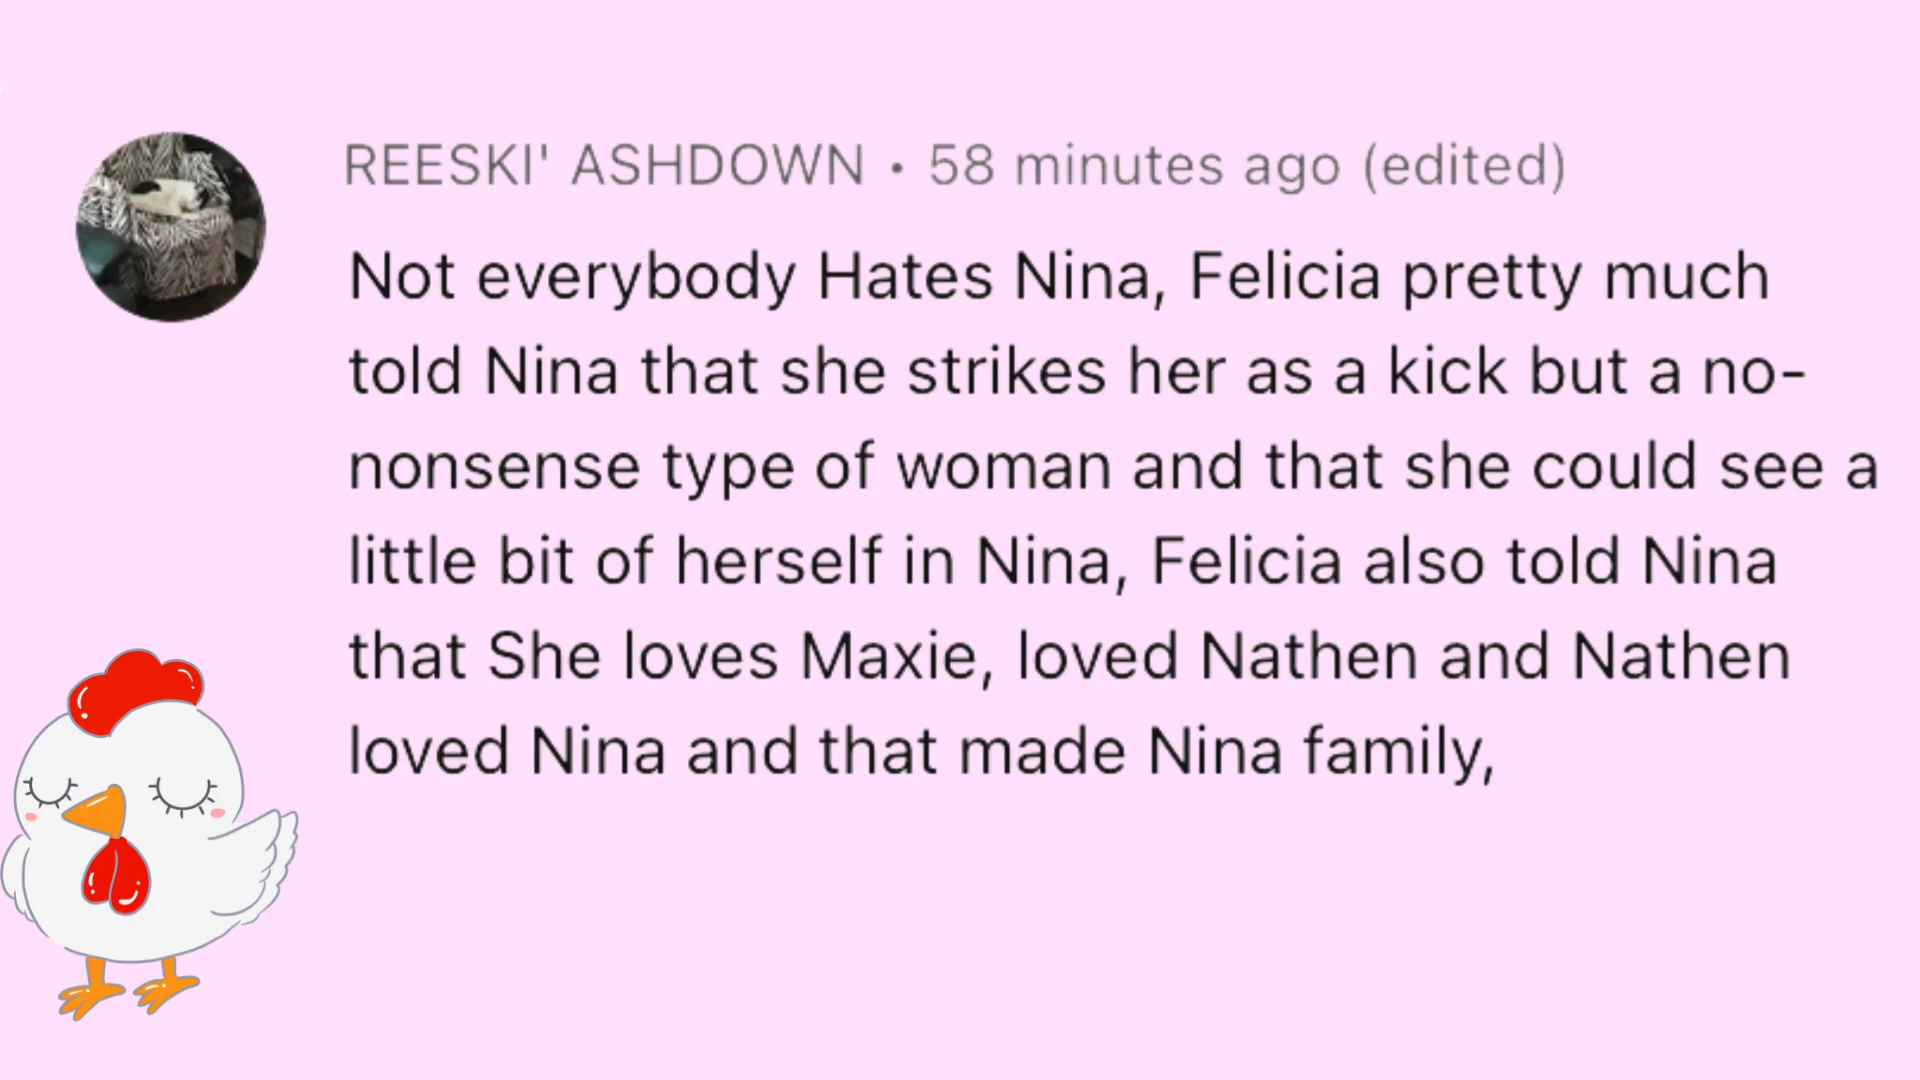 REESKI' ASHDOWN • 58 minutes ago (edited)
Not everybody Hates Nina, Felicia pretty much
told Nina that she strikes her as a kick but a no-
nonsense type of woman and that she could see a
little bit of herself in Nina, Felicia also told Nina
that She loves Maxie, loved Nathen and Nathen
loved Nina and that made Nina family,